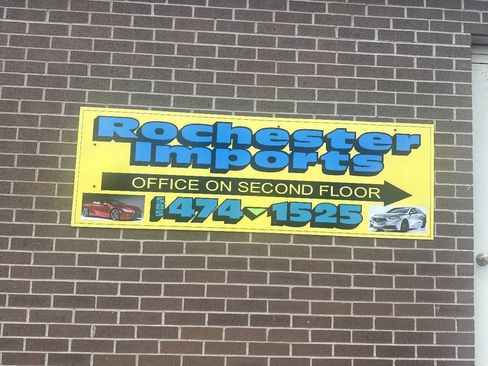 Rochester
Imports
OFFICE ON SECOND FLOOR
474-1525